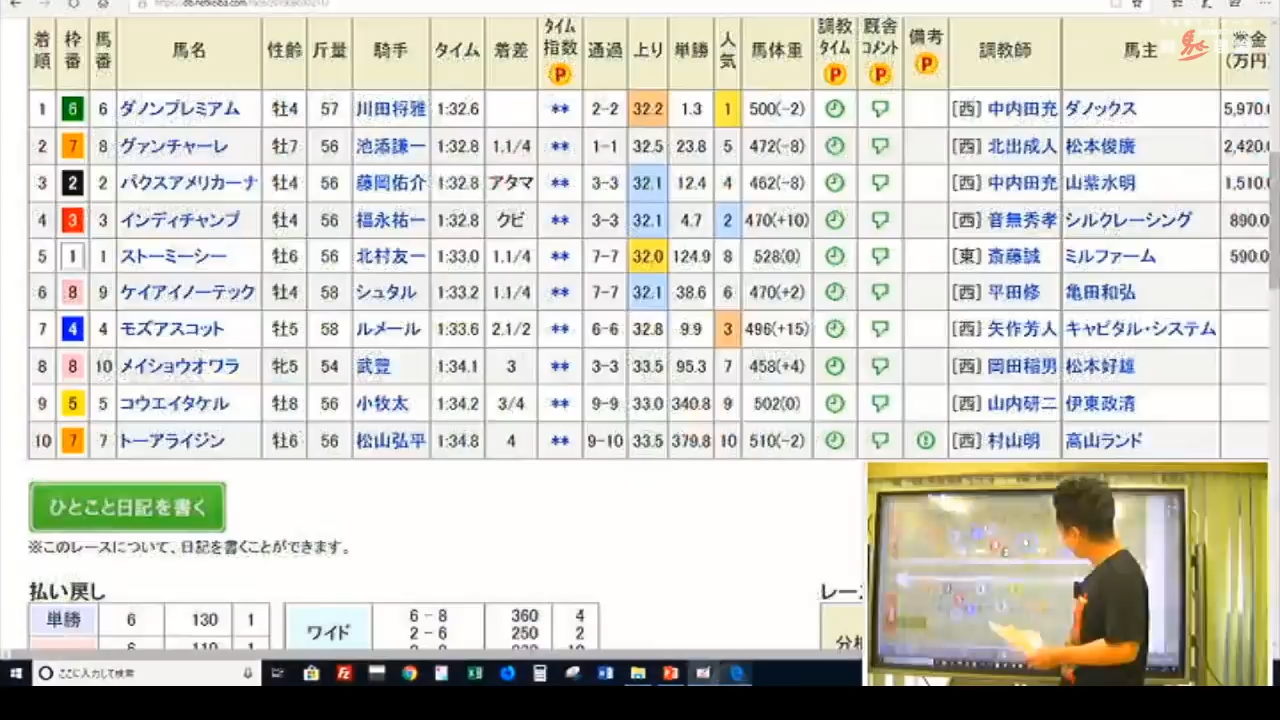 着順 枠番 馬番 馬名 性齢 斤量 騎手 タイム 着差 タイム指数 通過 上り 単勝 人気 馬体重 調教タイム 厩舎コメント 備考 調教師 馬主 賞金(万円)
P P P P
1 6 6 ダノンプレミアム 牡4 57 川田将雅 1:32.6 ** 2-2 32.2 1.3 1 500(-2) [西] 中内田充 ダノックス 5,970.
2 7 8 グァンチャーレ 牡7 56 池添謙一 1:32.8 1.1/4 ** 1-1 32.5 23.8 5 472(-8) [西] 北出成人 松本俊廣 2,420.
3 2 2 パクスアメリカーナ 牡4 56 藤岡佑介 1:32.8 アタマ ** 3-3 32.1 12.4 4 462(-8) [西] 中内田充 山紫水明 1,510.
4 3 3 インディチャンプ 牡4 56 福永祐一 1:32.8 クビ ** 3-3 32.1 4.7 2 470(+10) [西] 音無秀孝 シルクレーシング 890.0
5 1 1 ストーミーシー 牡6 56 北村友一 1:33.0 1.1/4 ** 7-7 32.0 124.9 8 528(0) [東] 斎藤誠 ミルファーム 590.0
6 8 9 ケイアイノーテック 牡4 58 シュタル 1:33.2 1.1/4 ** 7-7 32.1 38.6 6 470(+2) [西] 平田修 亀田和弘
7 4 4 モズアスコット 牡5 58 ルメール 1:33.6 2.1/2 ** 6-6 32.8 9.9 3 496(+15) [西] 矢作芳人 キャピタル・システム
8 8 10 メイショウオワラ 牝5 54 武豊 1:34.1 3 ** 3-3 33.5 95.3 7 458(+4) [西] 岡田稲男 松本好雄
9 5 5 コウエイタケル 牡8 56 小牧太 1:34.2 3/4 ** 9-9 33.0 340.8 9 502(0) [西] 山内研二 伊東政清
10 7 7 トーアライジン 牡6 56 松山弘平 1:34.8 4 ** 9-10 33.5 379.8 10 510(-2) [西] 村山明 高山ランド
ひとこと日記を書く
※このレースについて、日記を書くことができます。
払い戻し
レー
単勝 6 130 1
ワイド 6-8 360 4
2-6 250 2
6 110 1
分析
ここに入力して検索